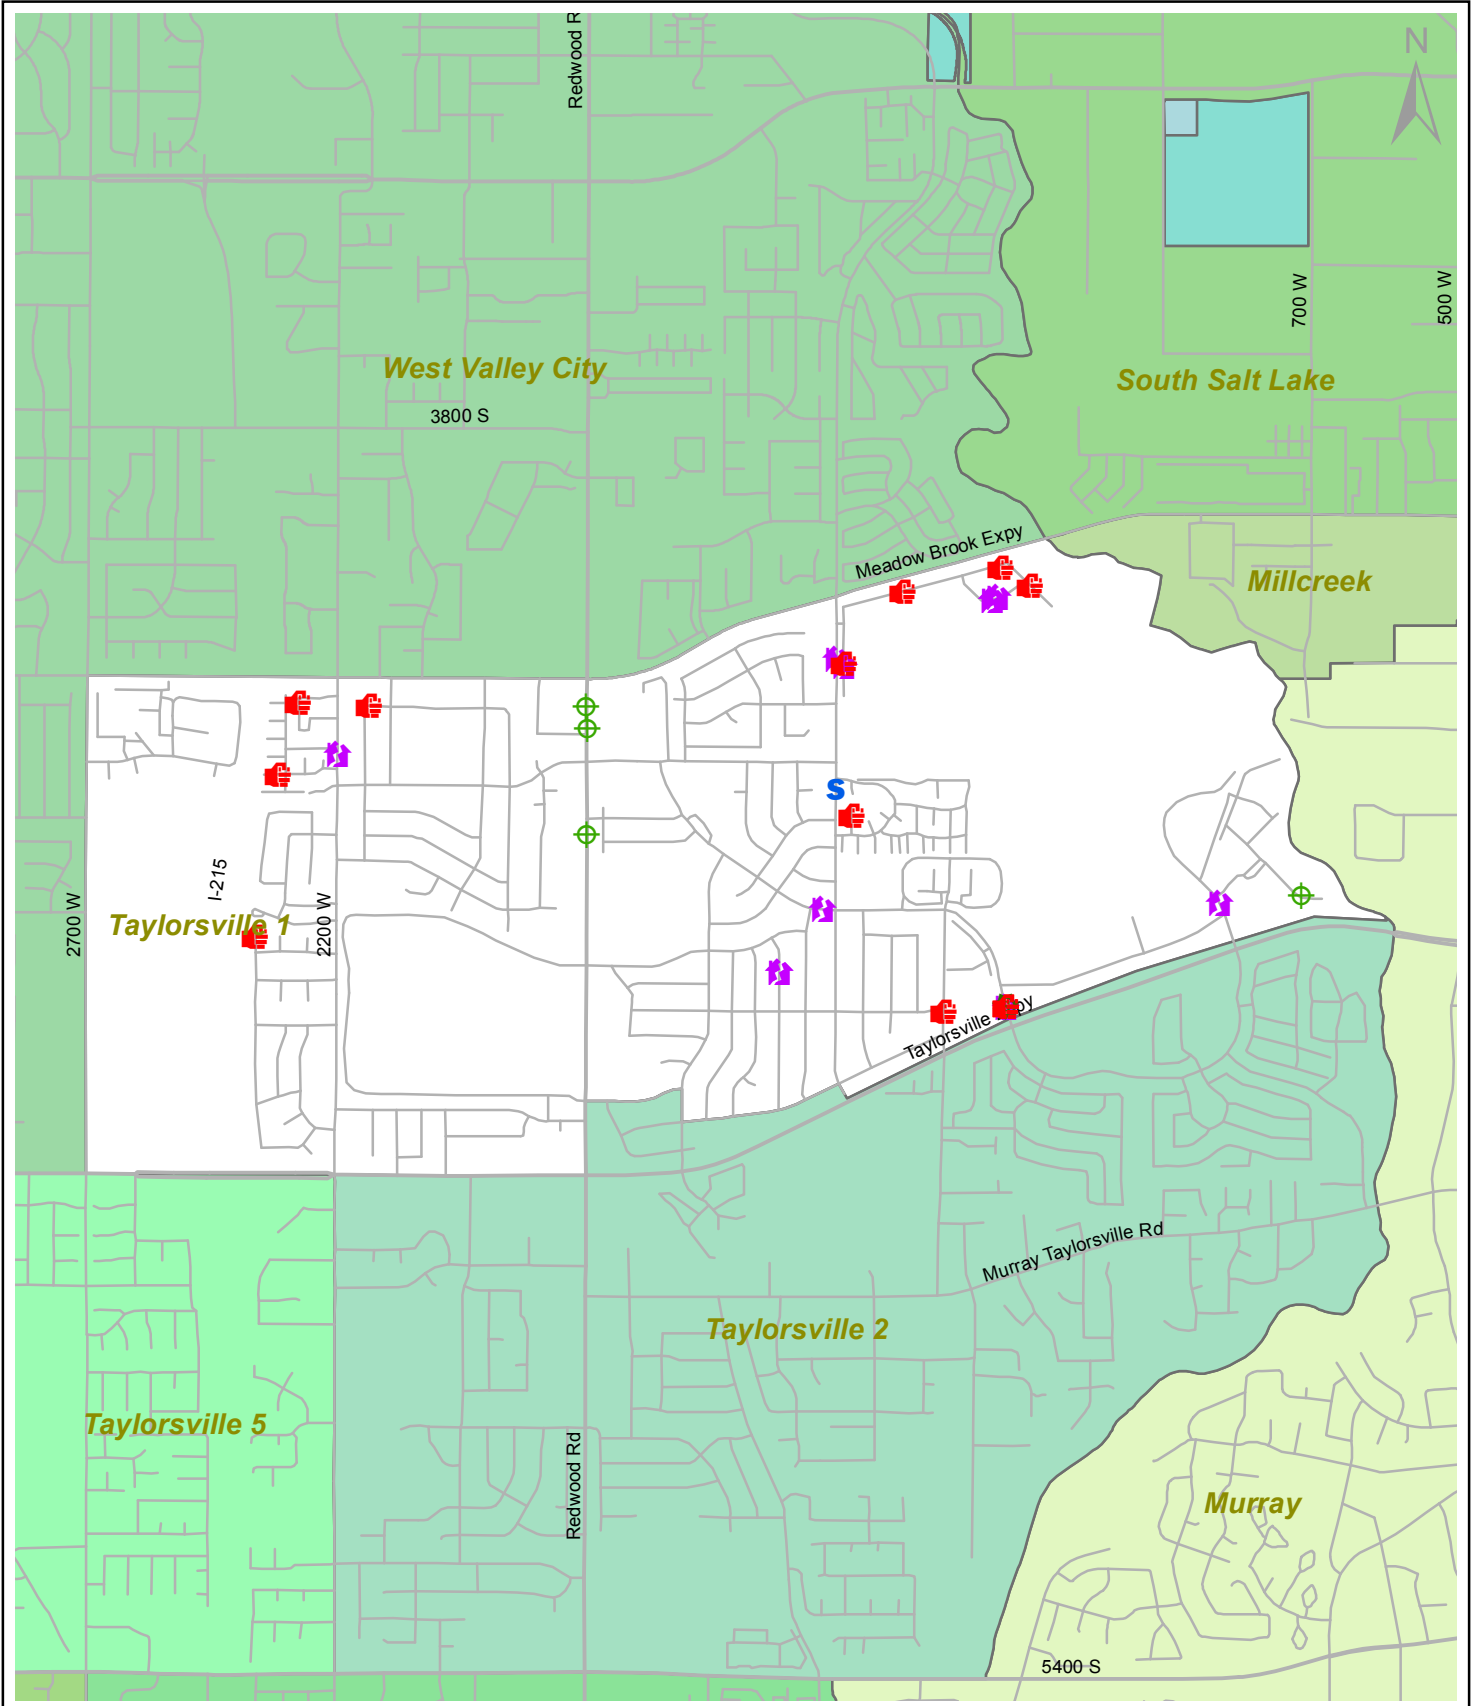 Redwood R
N
700 W
500 W
West Valley City
South Salt Lake
3800 S
Meadow Brook Expy
Millcreek
S
I-215
2700 W
Taylorsville 1
2200 W
Taylorsville
py
Murray Taylorsville Rd
Taylorsville 2
Taylorsville 5
Redwood Rd
Murray
5400 S